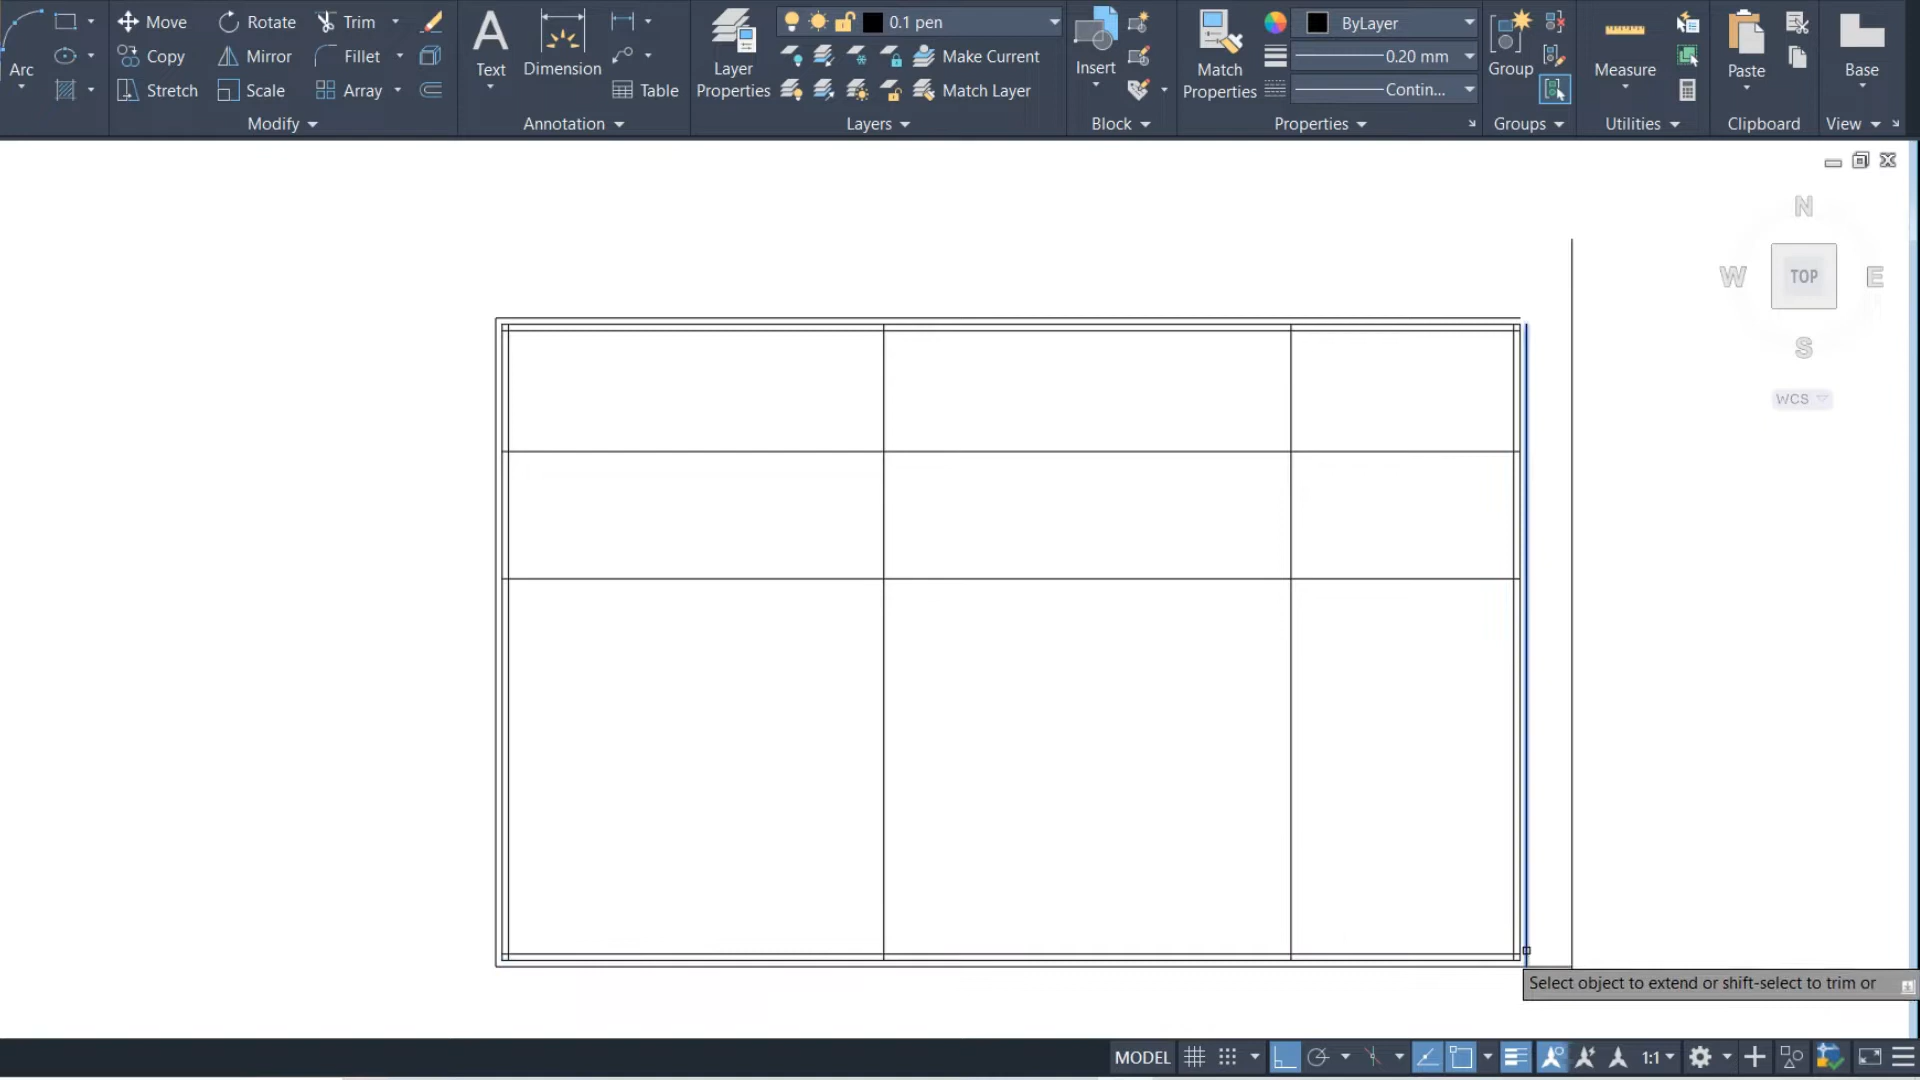 Arc
Move
Copy
Stretch
Rotate
Mirror
Scale
Trim
Fillet
Array
Modify
Text
Dimension
Table
Annotation
Layer
Properties
0.1 pen
Make Current
Match Layer
Layers
Insert
Block
Match
Properties
ByLayer
0.20 mm
Contin...
Properties
Group
Groups
Measure
Utilities
Paste
Clipboard
Base
View
N
W
TOP
E
S
WCS
Select object to extend or shift-select to trim or
MODEL
1:1